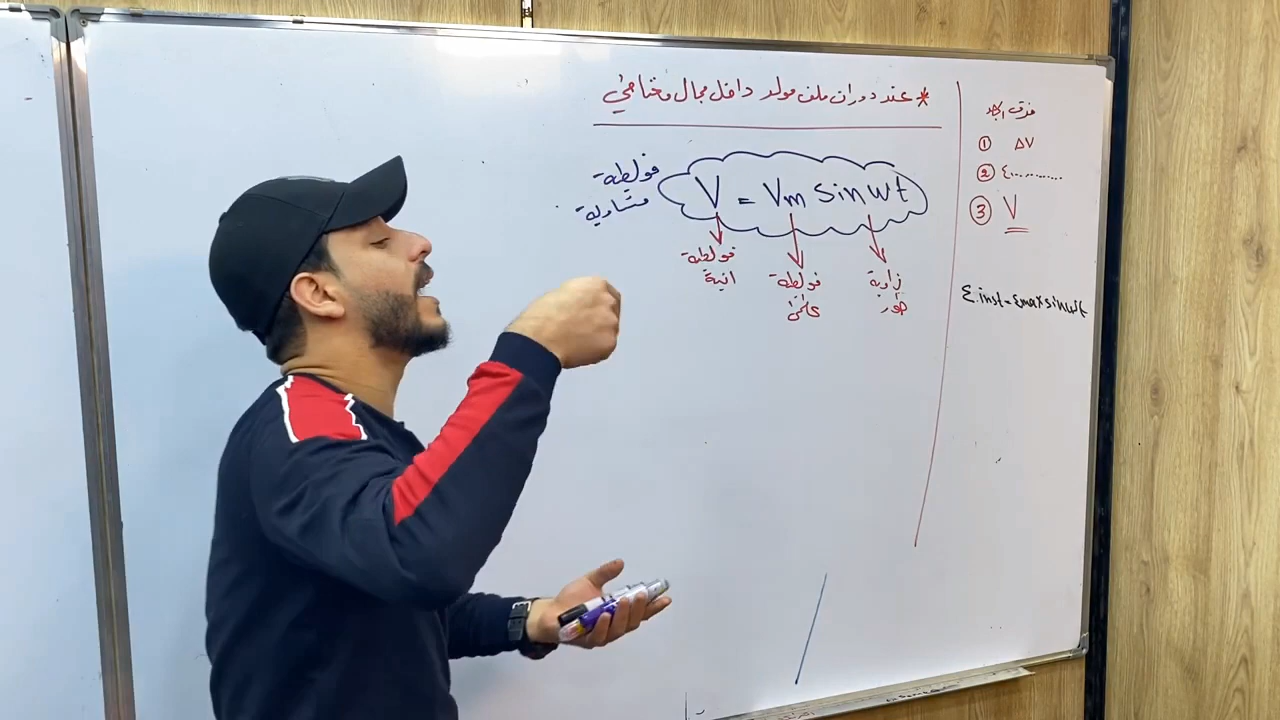 * عند دوران ملف مولد داخل مجال مغناطي
فولطية
متناوبة
V = Vm sin wt
فولطية
انية
فولطية
عظمى
زاوية
طور
فرق الجهد
① ΔV
② ع...........
③ V
ε.inst = εmax sin wt